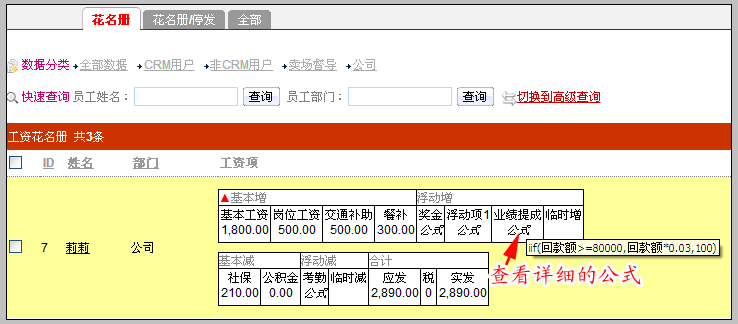 花名册 花名册/停发 全部
数据分类 全部数据 CRM用户 非CRM用户 卖场督导 公司
快速查询 员工姓名： 查询 员工部门： 查询 切换到高级查询
工资花名册 共3条
ID 姓名 部门 工资项
▲基本增 浮动增
基本工资 岗位工资 交通补助 餐补 奖金 浮动项1 业绩提成 临时增
1,800.00 500.00 500.00 300.00 公式 公式 公式
iif(回款额>=80000,回款额*0.03,100)
7 莉莉 公司
基本减 浮动减 合计
社保 公积金 考勤 临时减 应发 税 实发
210.00 0.00 公式 2,890.00 0 2,890.00
查看详细的公式